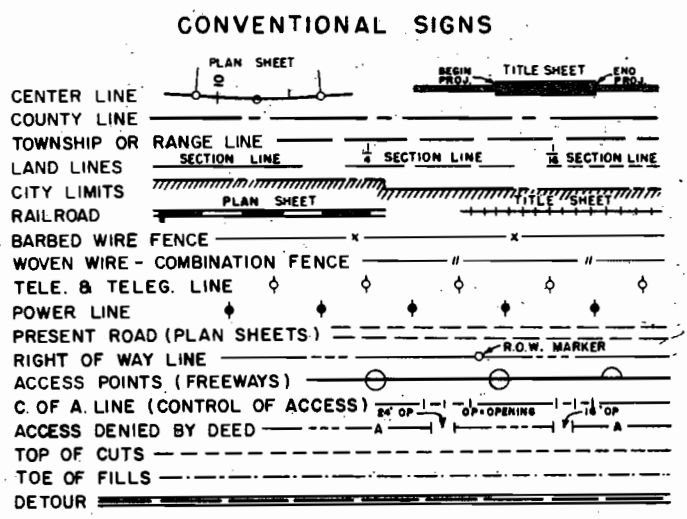 CONVENTIONAL SIGNS
PLAN SHEET
10
BEGIN PROJ. TITLE SHEET END PROJ.
CENTER LINE
COUNTY LINE
TOWNSHIP OR RANGE LINE
LAND LINES SECTION LINE 1/4 SECTION LINE 1/16 SECTION LINE
CITY LIMITS
PLAN SHEET TITLE SHEET
RAILROAD
BARBED WIRE FENCE x x
WOVEN WIRE - COMBINATION FENCE // //
TELE. & TELEG. LINE
POWER LINE
PRESENT ROAD (PLAN SHEETS)
R.O.W. MARKER
RIGHT OF WAY LINE
ACCESS POINTS (FREEWAYS)
C. OF A. LINE (CONTROL OF ACCESS)
24' OP OP=OPENING 16' OP
ACCESS DENIED BY DEED A A
TOP OF CUTS
TOE OF FILLS
DETOUR